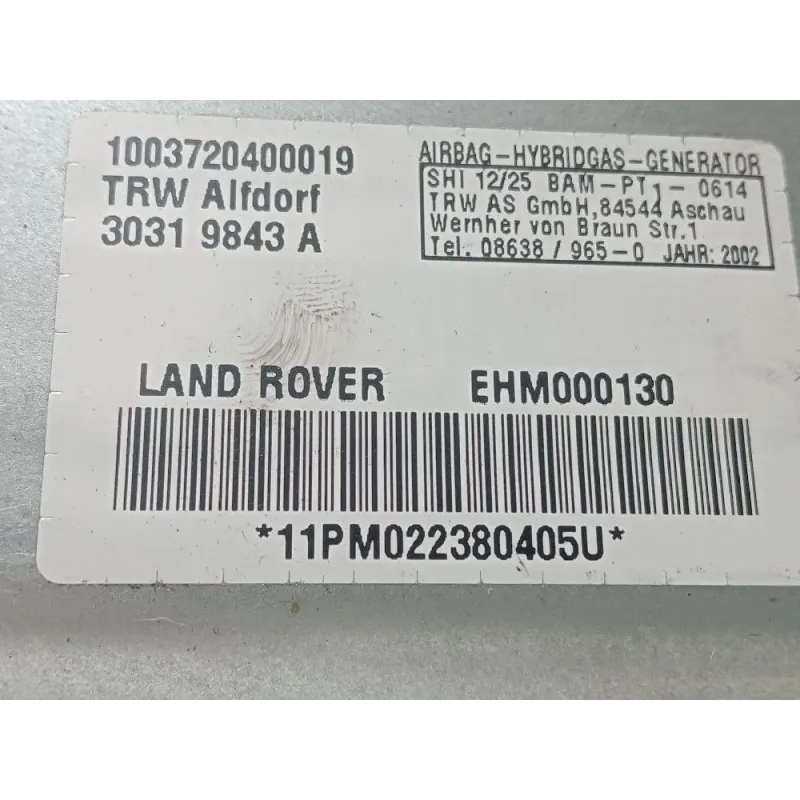 1003720400019
TRW Alfdorf
3031 9843 A
AIRBAG-HYBRIDGAS-GENERATOR
SHI 12/25 BAM-PT1-0614
TRW AS GmbH,84544 Aschau
Wernher von Braun Str.1
Tel. 08638 / 965-0 JAHR: 2002
LAND ROVER EHM000130
*11PM022380405U*